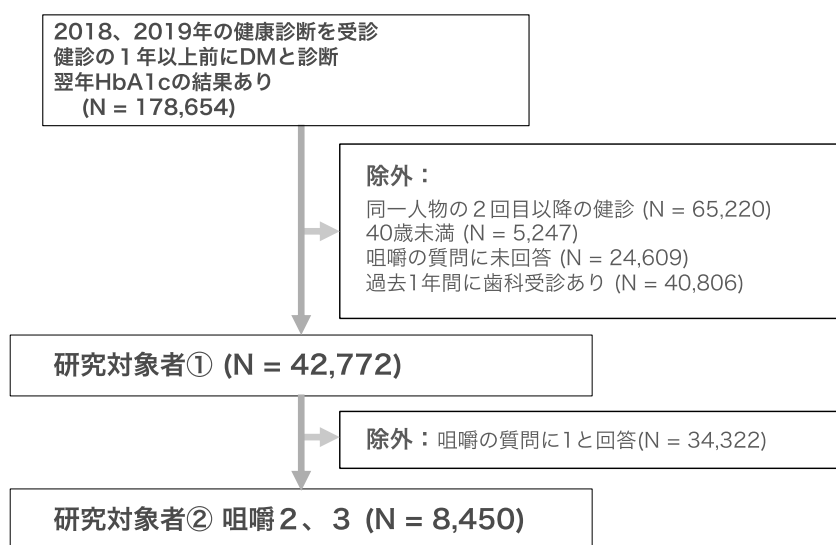 2018、2019年の健康診断を受診
健診の１年以上前にDMと診断
翌年HbA1cの結果あり
(N = 178,654)
除外：
同一人物の２回目以降の健診 (N = 65,220)
40歳未満 (N = 5,247)
咀嚼の質問に未回答 (N = 24,609)
過去1年間に歯科受診あり (N = 40,806)
研究対象者① (N = 42,772)
除外：咀嚼の質問に1と回答(N = 34,322)
研究対象者② 咀嚼２、３ (N = 8,450)